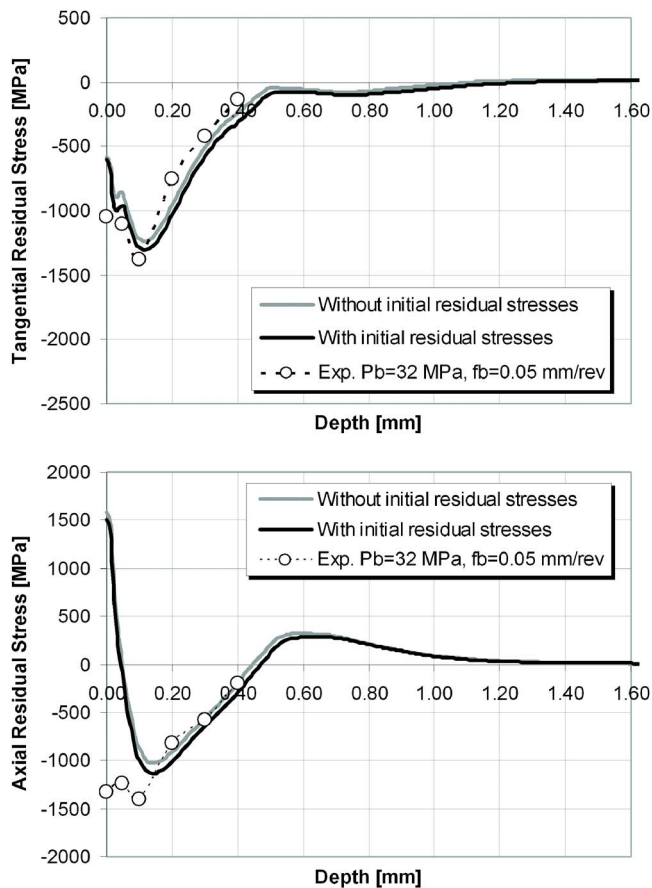 500
0
-500
-1000
-1500
-2000
-2500
0.00 0.20 0.40 0.60 0.80 1.00 1.20 1.40 1.60
Tangential Residual Stress [MPa]
Without initial residual stresses
With initial residual stresses
Exp. Pb=32 MPa, fb=0.05 mm/rev
Depth [mm]
2000
1500
1000
500
0
-500
-1000
-1500
-2000
0.00 0.20 0.40 0.60 0.80 1.00 1.20 1.40 1.60
Axial Residual Stress [MPa]
Without initial residual stresses
With initial residual stresses
Exp. Pb=32 MPa, fb=0.05 mm/rev
Depth [mm]